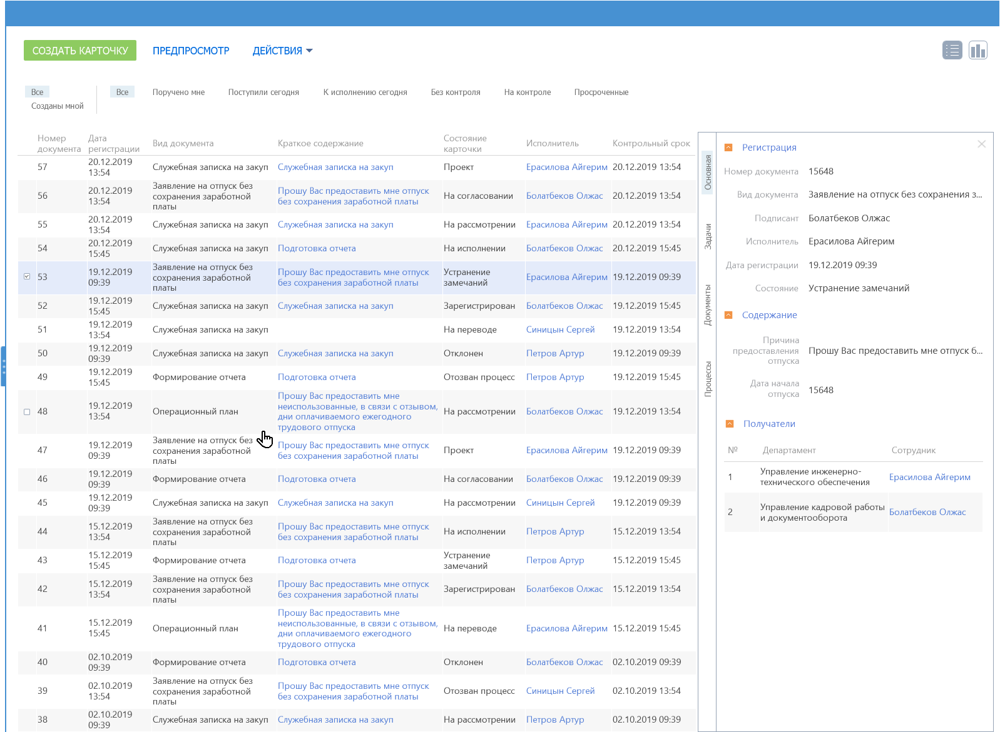 СОЗДАТЬ КАРТОЧКУ
ПРЕДПРОСМОТР
ДЕЙСТВИЯ
Все
Созданы мной
Все
Поручено мне
Поступили сегодня
К исполнению сегодня
Без контроля
На контроле
Просроченные
Номер документа Дата регистрации Вид документа Краткое содержание Состояние карточки Исполнитель Контрольный срок
57 20.12.2019 13:54 Служебная записка на закуп Служебная записка на закуп Проект Ерасилова Айгерим 20.12.2019 13:54
56 20.12.2019 13:54 Заявление на отпуск без сохранения заработной платы Прошу Вас предоставить мне отпуск без сохранения заработной платы На согласовании Болатбеков Олжас 20.12.2019 13:54
55 20.12.2019 13:54 Служебная записка на закуп Служебная записка на закуп На рассмотрении Ерасилова Айгерим 20.12.2019 13:54
54 20.12.2019 15:45 Служебная записка на закуп Подготовка отчета На исполнении Болатбеков Олжас 20.12.2019 15:45
53 19.12.2019 09:39 Заявление на отпуск без сохранения заработной платы Прошу Вас предоставить мне отпуск без сохранения заработной платы Устранение замечаний Ерасилова Айгерим 19.12.2019 09:39
52 19.12.2019 15:45 Служебная записка на закуп Служебная записка на закуп Зарегистрирован Болатбеков Олжас 19.12.2019 15:45
51 19.12.2019 13:54 Служебная записка на закуп На переводе Синицын Сергей 19.12.2019 13:54
50 19.12.2019 09:39 Служебная записка на закуп Служебная записка на закуп Отклонен Петров Артур 19.12.2019 09:39
49 19.12.2019 15:45 Формирование отчета Подготовка отчета Отозван процесс Петров Артур 19.12.2019 15:45
48 19.12.2019 13:54 Операционный план Прошу Вас предоставить мне неиспользованные, в связи с отзывом, дни оплачиваемого ежегодного трудового отпуска На рассмотрении Болатбеков Олжас 19.12.2019 13:54
47 19.12.2019 09:39 Заявление на отпуск без сохранения заработной платы Прошу Вас предоставить мне отпуск без сохранения заработной платы Проект Ерасилова Айгерим 19.12.2019 09:39
46 19.12.2019 09:39 Формирование отчета Подготовка отчета На согласовании Болатбеков Олжас 19.12.2019 09:39
45 19.12.2019 09:39 Служебная записка на закуп Служебная записка на закуп На рассмотрении Синицын Сергей 19.12.2019 09:39
44 15.12.2019 13:54 Заявление на отпуск без сохранения заработной платы Прошу Вас предоставить мне отпуск без сохранения заработной платы На исполнении Петров Артур 15.12.2019 13:54
43 15.12.2019 15:45 Формирование отчета Подготовка отчета Устранение замечаний Петров Артур 15.12.2019 15:45
42 15.12.2019 13:54 Заявление на отпуск без сохранения заработной платы Прошу Вас предоставить мне отпуск без сохранения заработной платы Зарегистрирован Болатбеков Олжас 15.12.2019 13:54
41 15.12.2019 15:45 Операционный план Прошу Вас предоставить мне неиспользованные, в связи с отзывом, дни оплачиваемого ежегодного трудового отпуска На переводе Ерасилова Айгерим 15.12.2019 15:45
40 02.10.2019 09:39 Формирование отчета Подготовка отчета Отклонен Болатбеков Олжас 02.10.2019 09:39
39 02.10.2019 13:54 Заявление на отпуск без сохранения заработной платы Прошу Вас предоставить мне отпуск без сохранения заработной платы Отозван процесс Синицын Сергей 02.10.2019 13:54
38 02.10.2019 09:39 Служебная записка на закуп Служебная записка на закуп На рассмотрении Петров Артур 02.10.2019 09:39
Основная
Задачи
Документы
Процессы
Регистрация
Номер документа 15648
Вид документа Заявление на отпуск без сохранения з...
Подписант Болатбеков Олжас
Исполнитель Ерасилова Айгерим
Дата регистрации 19.12.2019 09:39
Состояние Устранение замечаний
Содержание
Причина предоставления отпуска Прошу Вас предоставить мне отпуск б...
Дата начала отпуска 15648
Получатели
№ Департамент Сотрудник
1 Управление инженерно-технического обеспечения Ерасилова Айгерим
2 Управление кадровой работы и документооборота Болатбеков Олжас